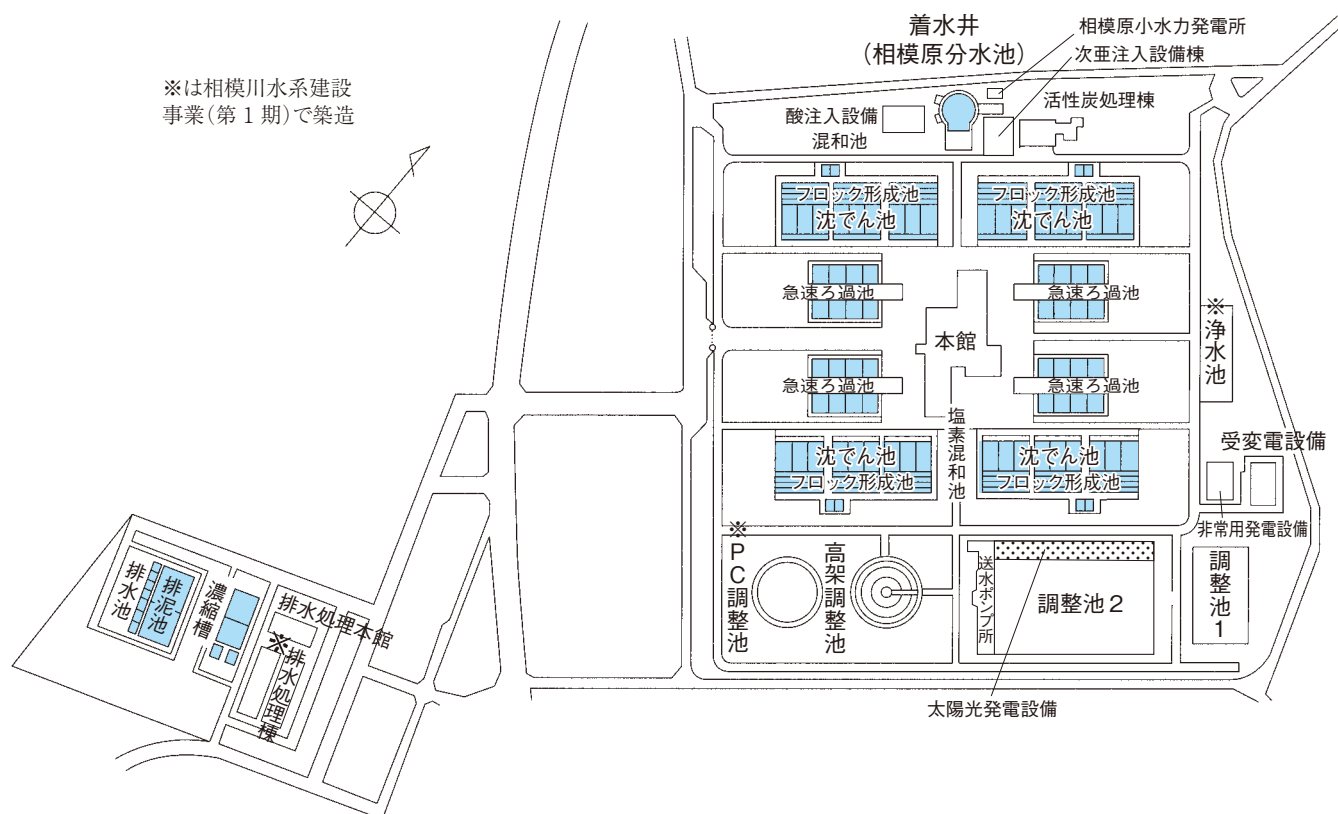 ※は相模川水系建設
事業(第1期)で築造
着水井
(相模原分水池)
相模原小水力発電所
次亜注入設備棟
活性炭処理棟
酸注入設備
混和池
フロック形成池
沈でん池
フロック形成池
沈でん池
急速ろ過池
急速ろ過池
※浄水池
本館
急速ろ過池
急速ろ過池
塩素混和池
受変電設備
沈でん池
フロック形成池
沈でん池
フロック形成池
非常用発電設備
※PC調整池
高架調整池
送水ポンプ所
調整池2
調整池1
太陽光発電設備
排水池
排泥池
濃縮槽
排水処理本館
※排水処理棟